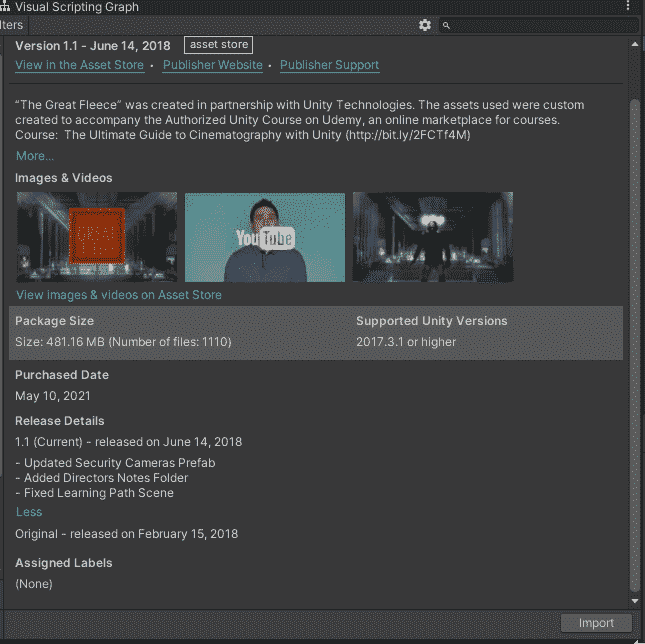 Visual Scripting Graph
lters
Version 1.1 - June 14, 2018 asset store
View in the Asset Store • Publisher Website • Publisher Support
“The Great Fleece” was created in partnership with Unity Technologies. The assets used were custom
created to accompany the Authorized Unity Course on Udemy, an online marketplace for courses.
Course: The Ultimate Guide to Cinematography with Unity (http://bit.ly/2FCTf4M)
More...
Images & Videos
YouTube
View images & videos on Asset Store
Package Size Supported Unity Versions
Size: 481.16 MB (Number of files: 1110) 2017.3.1 or higher
Purchased Date
May 10, 2021
Release Details
1.1 (Current) - released on June 14, 2018
- Updated Security Cameras Prefab
- Added Directors Notes Folder
- Fixed Learning Path Scene
Less
Original - released on February 15, 2018
Assigned Labels
(None)
Import